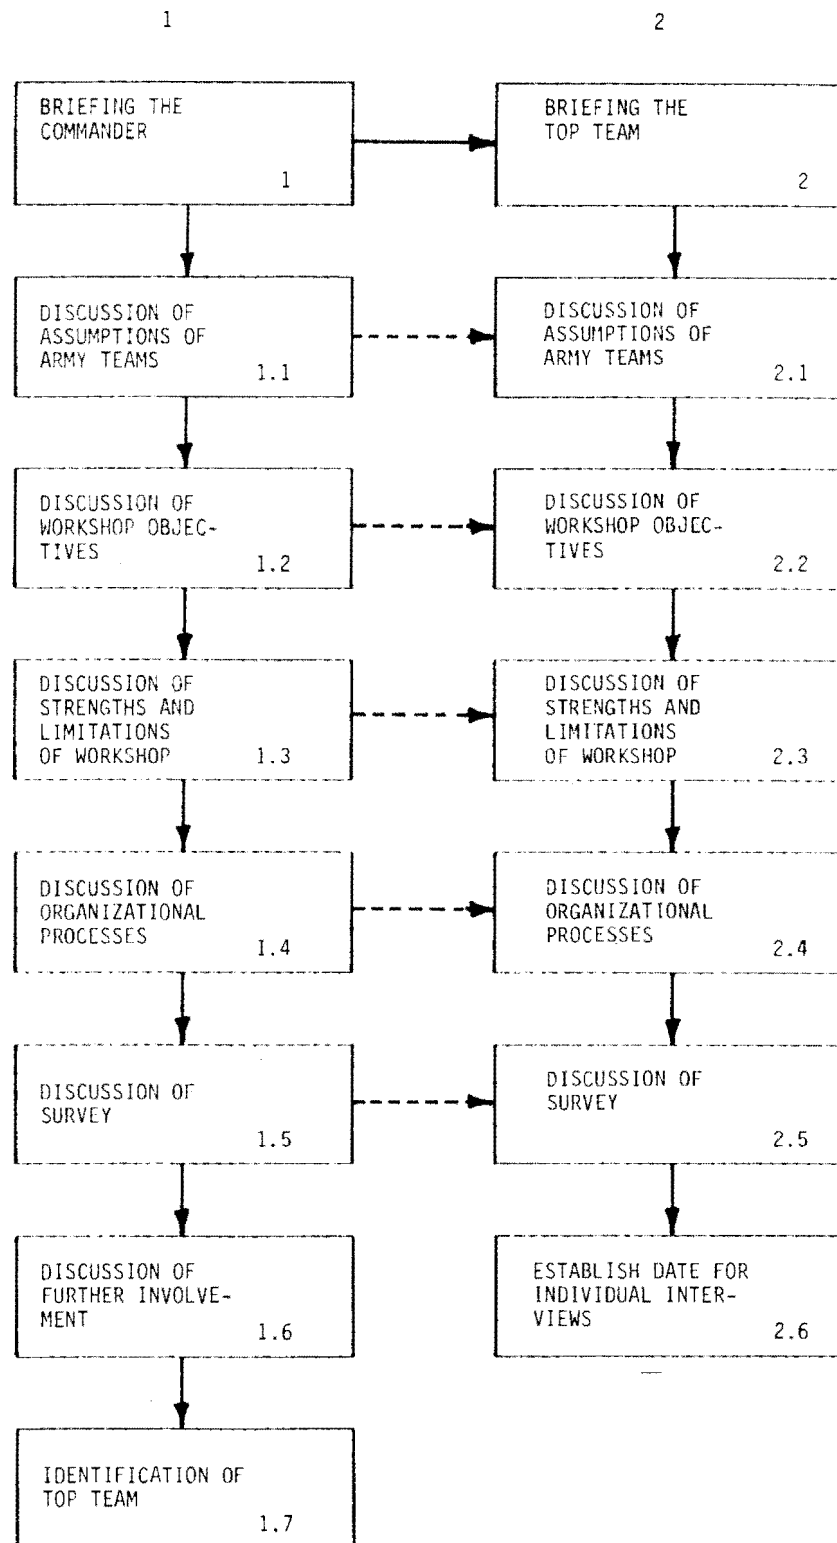 1
2
BRIEFING THE
COMMANDER
1
BRIEFING THE
TOP TEAM
2
DISCUSSION OF
ASSUMPTIONS OF
ARMY TEAMS
1.1
DISCUSSION OF
ASSUMPTIONS OF
ARMY TEAMS
2.1
DISCUSSION OF
WORKSHOP OBJEC-
TIVES
1.2
DISCUSSION OF
WORKSHOP OBJEC-
TIVES
2.2
DISCUSSION OF
STRENGTHS AND
LIMITATIONS
OF WORKSHOP
1.3
DISCUSSION OF
STRENGTHS AND
LIMITATIONS
OF WORKSHOP
2.3
DISCUSSION OF
ORGANIZATIONAL
PROCESSES
1.4
DISCUSSION OF
ORGANIZATIONAL
PROCESSES
2.4
DISCUSSION OF
SURVEY
1.5
DISCUSSION OF
SURVEY
2.5
DISCUSSION OF
FURTHER INVOLVE-
MENT
1.6
ESTABLISH DATE FOR
INDIVIDUAL INTER-
VIEWS
2.6
IDENTIFICATION OF
TOP TEAM
1.7